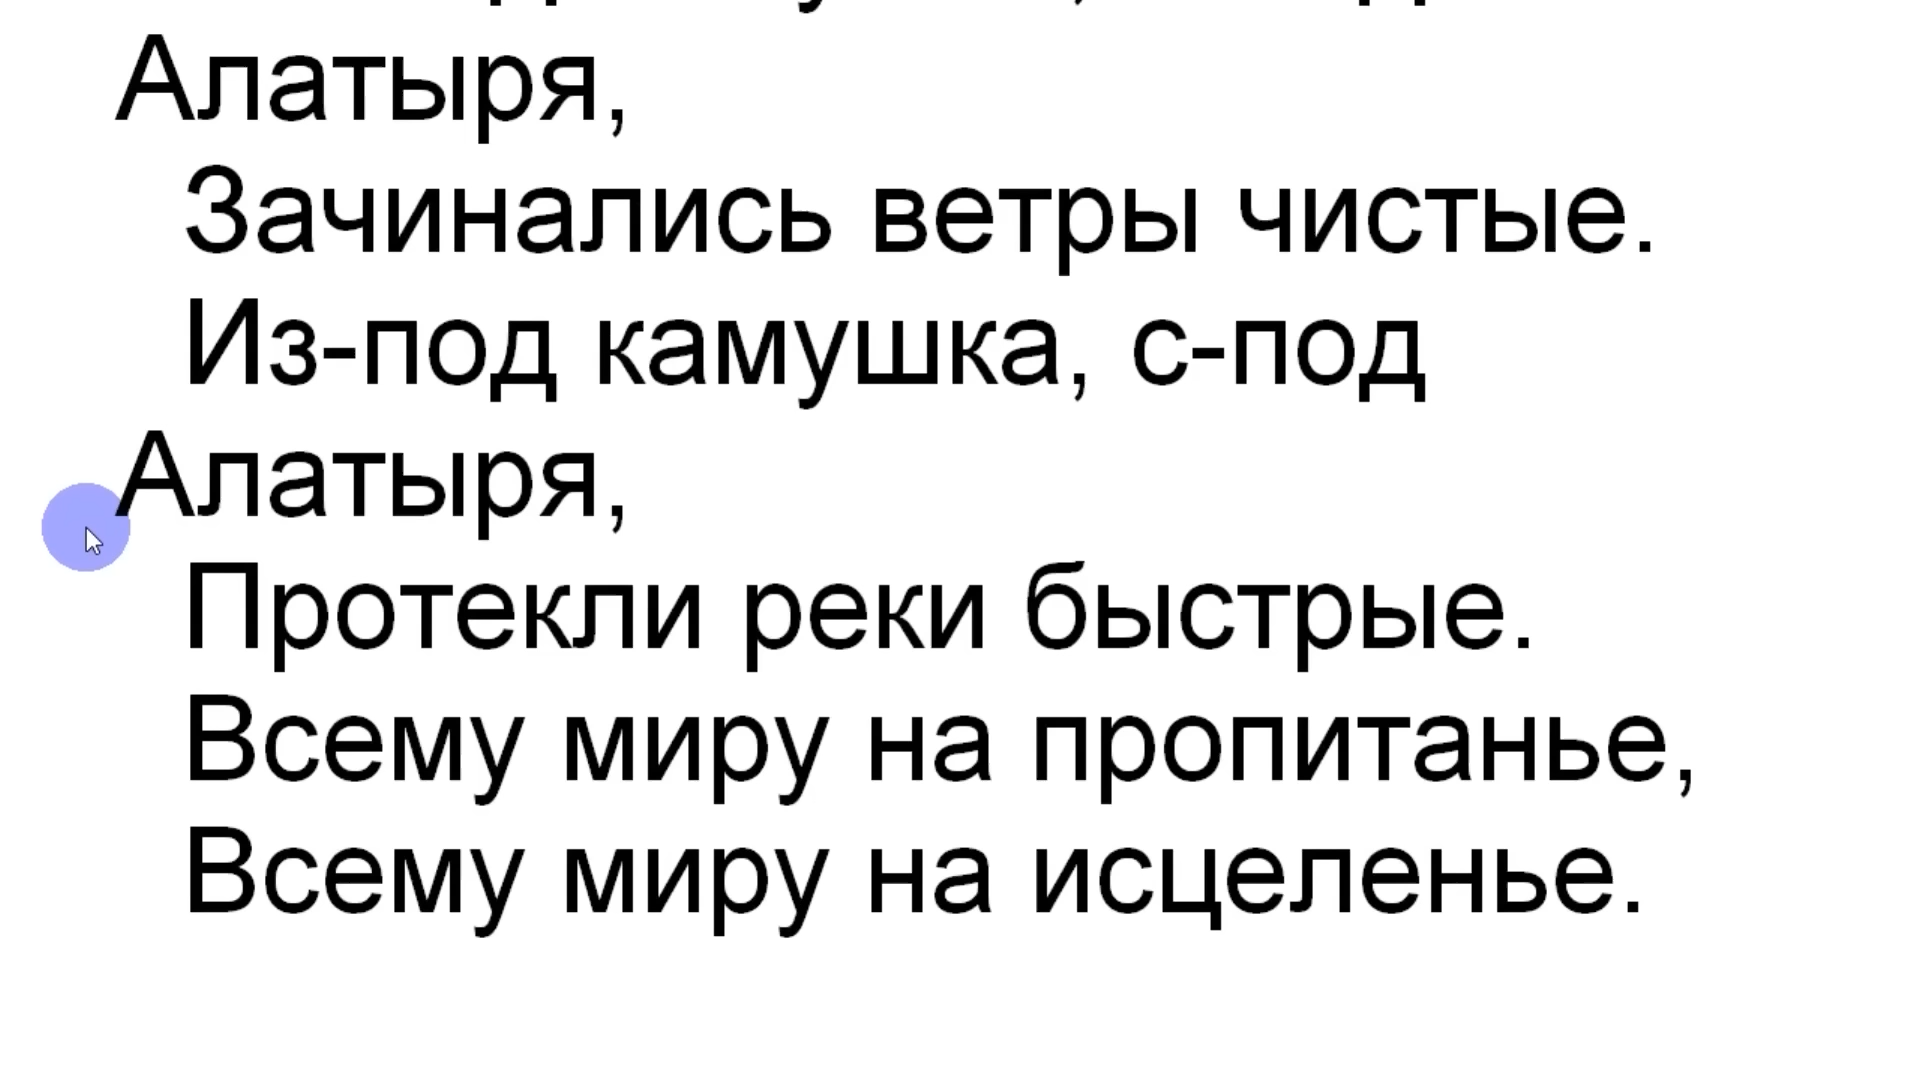 Алатыря,
Зачинались ветры чистые.
Из-под камушка, с-под
Алатыря,
Протекли реки быстрые.
Всему миру на пропитанье,
Всему миру на исцеленье.